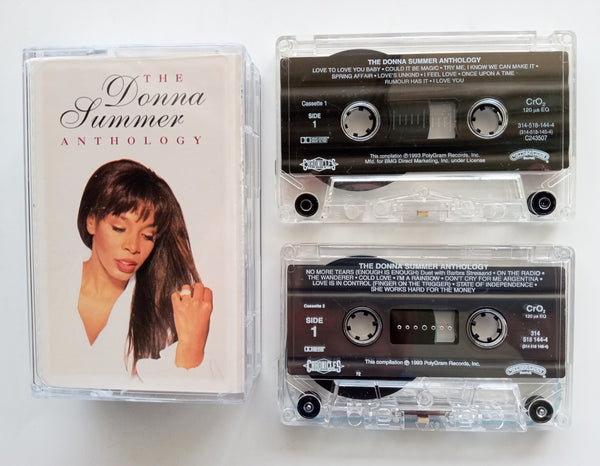 THE
Donna
Summer
ANTHOLOGY
THE DONNA SUMMER ANTHOLOGY
LOVE TO LOVE YOU BABY • COULD IT BE MAGIC • TRY ME, I KNOW WE CAN MAKE IT •
SPRING AFFAIR • LOVE'S UNKIND • I FEEL LOVE • ONCE UPON A TIME •
RUMOUR HAS IT • I LOVE YOU
Cassette 1
SIDE
1
CrO2
120 µs EQ
314-518-144-4
(314-518-145-4)
C243507
CHRONICLES
This compilation ℗ 1993 PolyGram Records, Inc.
Mfd. for BMG Direct Marketing, Inc. under License
THE DONNA SUMMER ANTHOLOGY
NO MORE TEARS (ENOUGH IS ENOUGH) Duet with Barbra Streisand • ON THE RADIO •
THE WANDERER • COLD LOVE • I'M A RAINBOW • DON'T CRY FOR ME ARGENTINA •
LOVE IS IN CONTROL (FINGER ON THE TRIGGER) • STATE OF INDEPENDENCE •
SHE WORKS HARD FOR THE MONEY
Cassette 2
SIDE
1
CrO2
120 µs EQ
314
518 144-4
CHRONICLES
This compilation ℗ 1993 PolyGram Records, Inc.